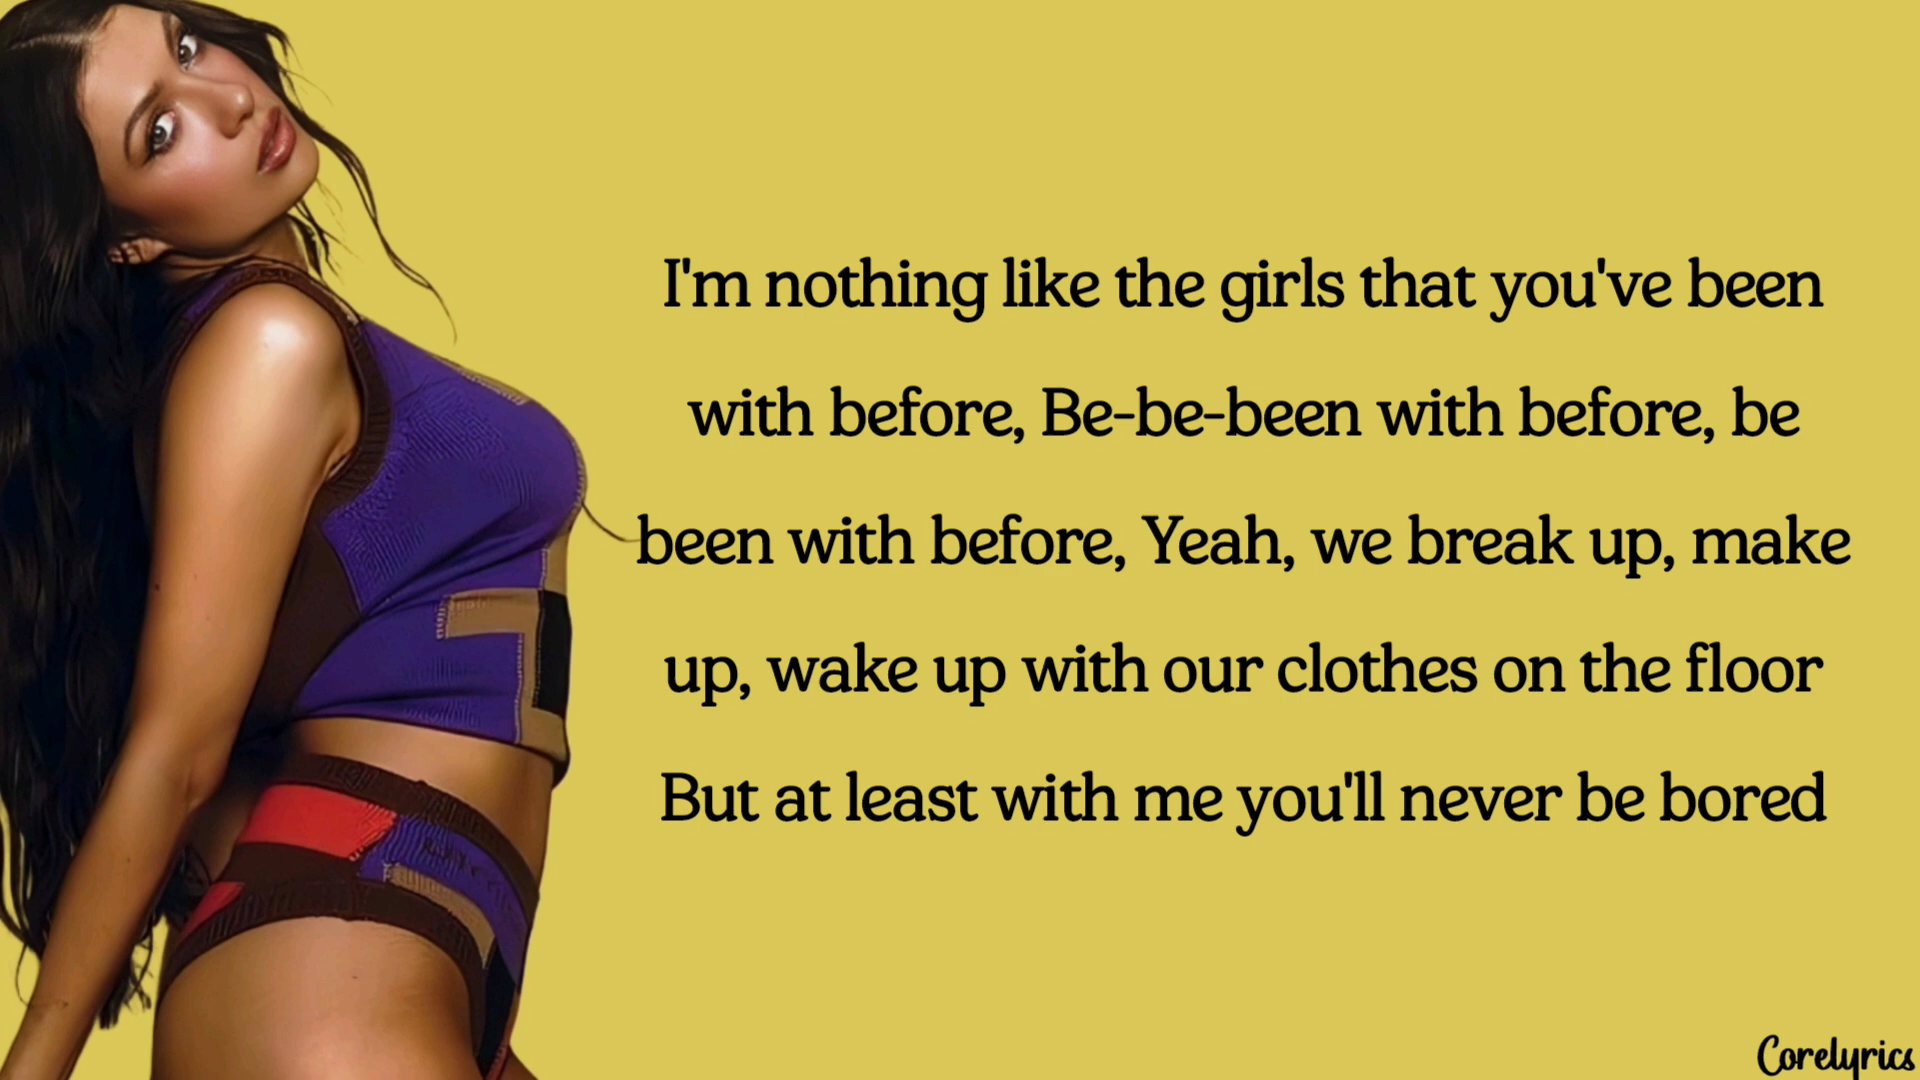 I'm nothing like the girls that you've been
with before, Be-be-been with before, be
been with before, Yeah, we break up, make
up, wake up with our clothes on the floor
But at least with me you'll never be bored
Corelyrics